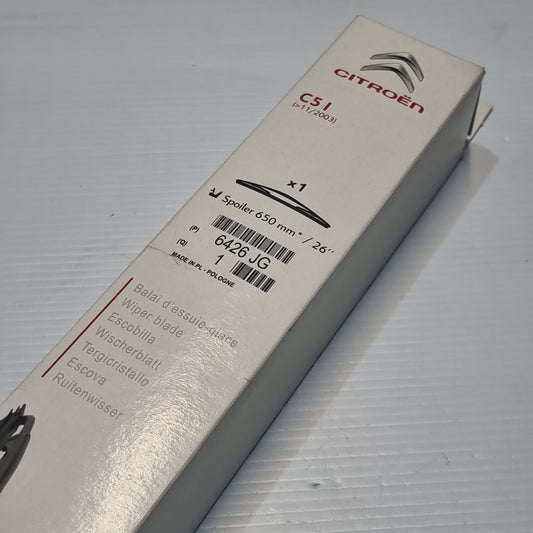 CITROËN
C5 I
(>11/2003)
x1
Spoiler 650 mm* / 26''
(P)
6426 JG
(Q)
1
MADE IN PL - POLOGNE
Balai d'essuie-glace
Wiper blade
Escobilla
Wischerblatt
Tergicristallo
Escova
Ruitenwisser